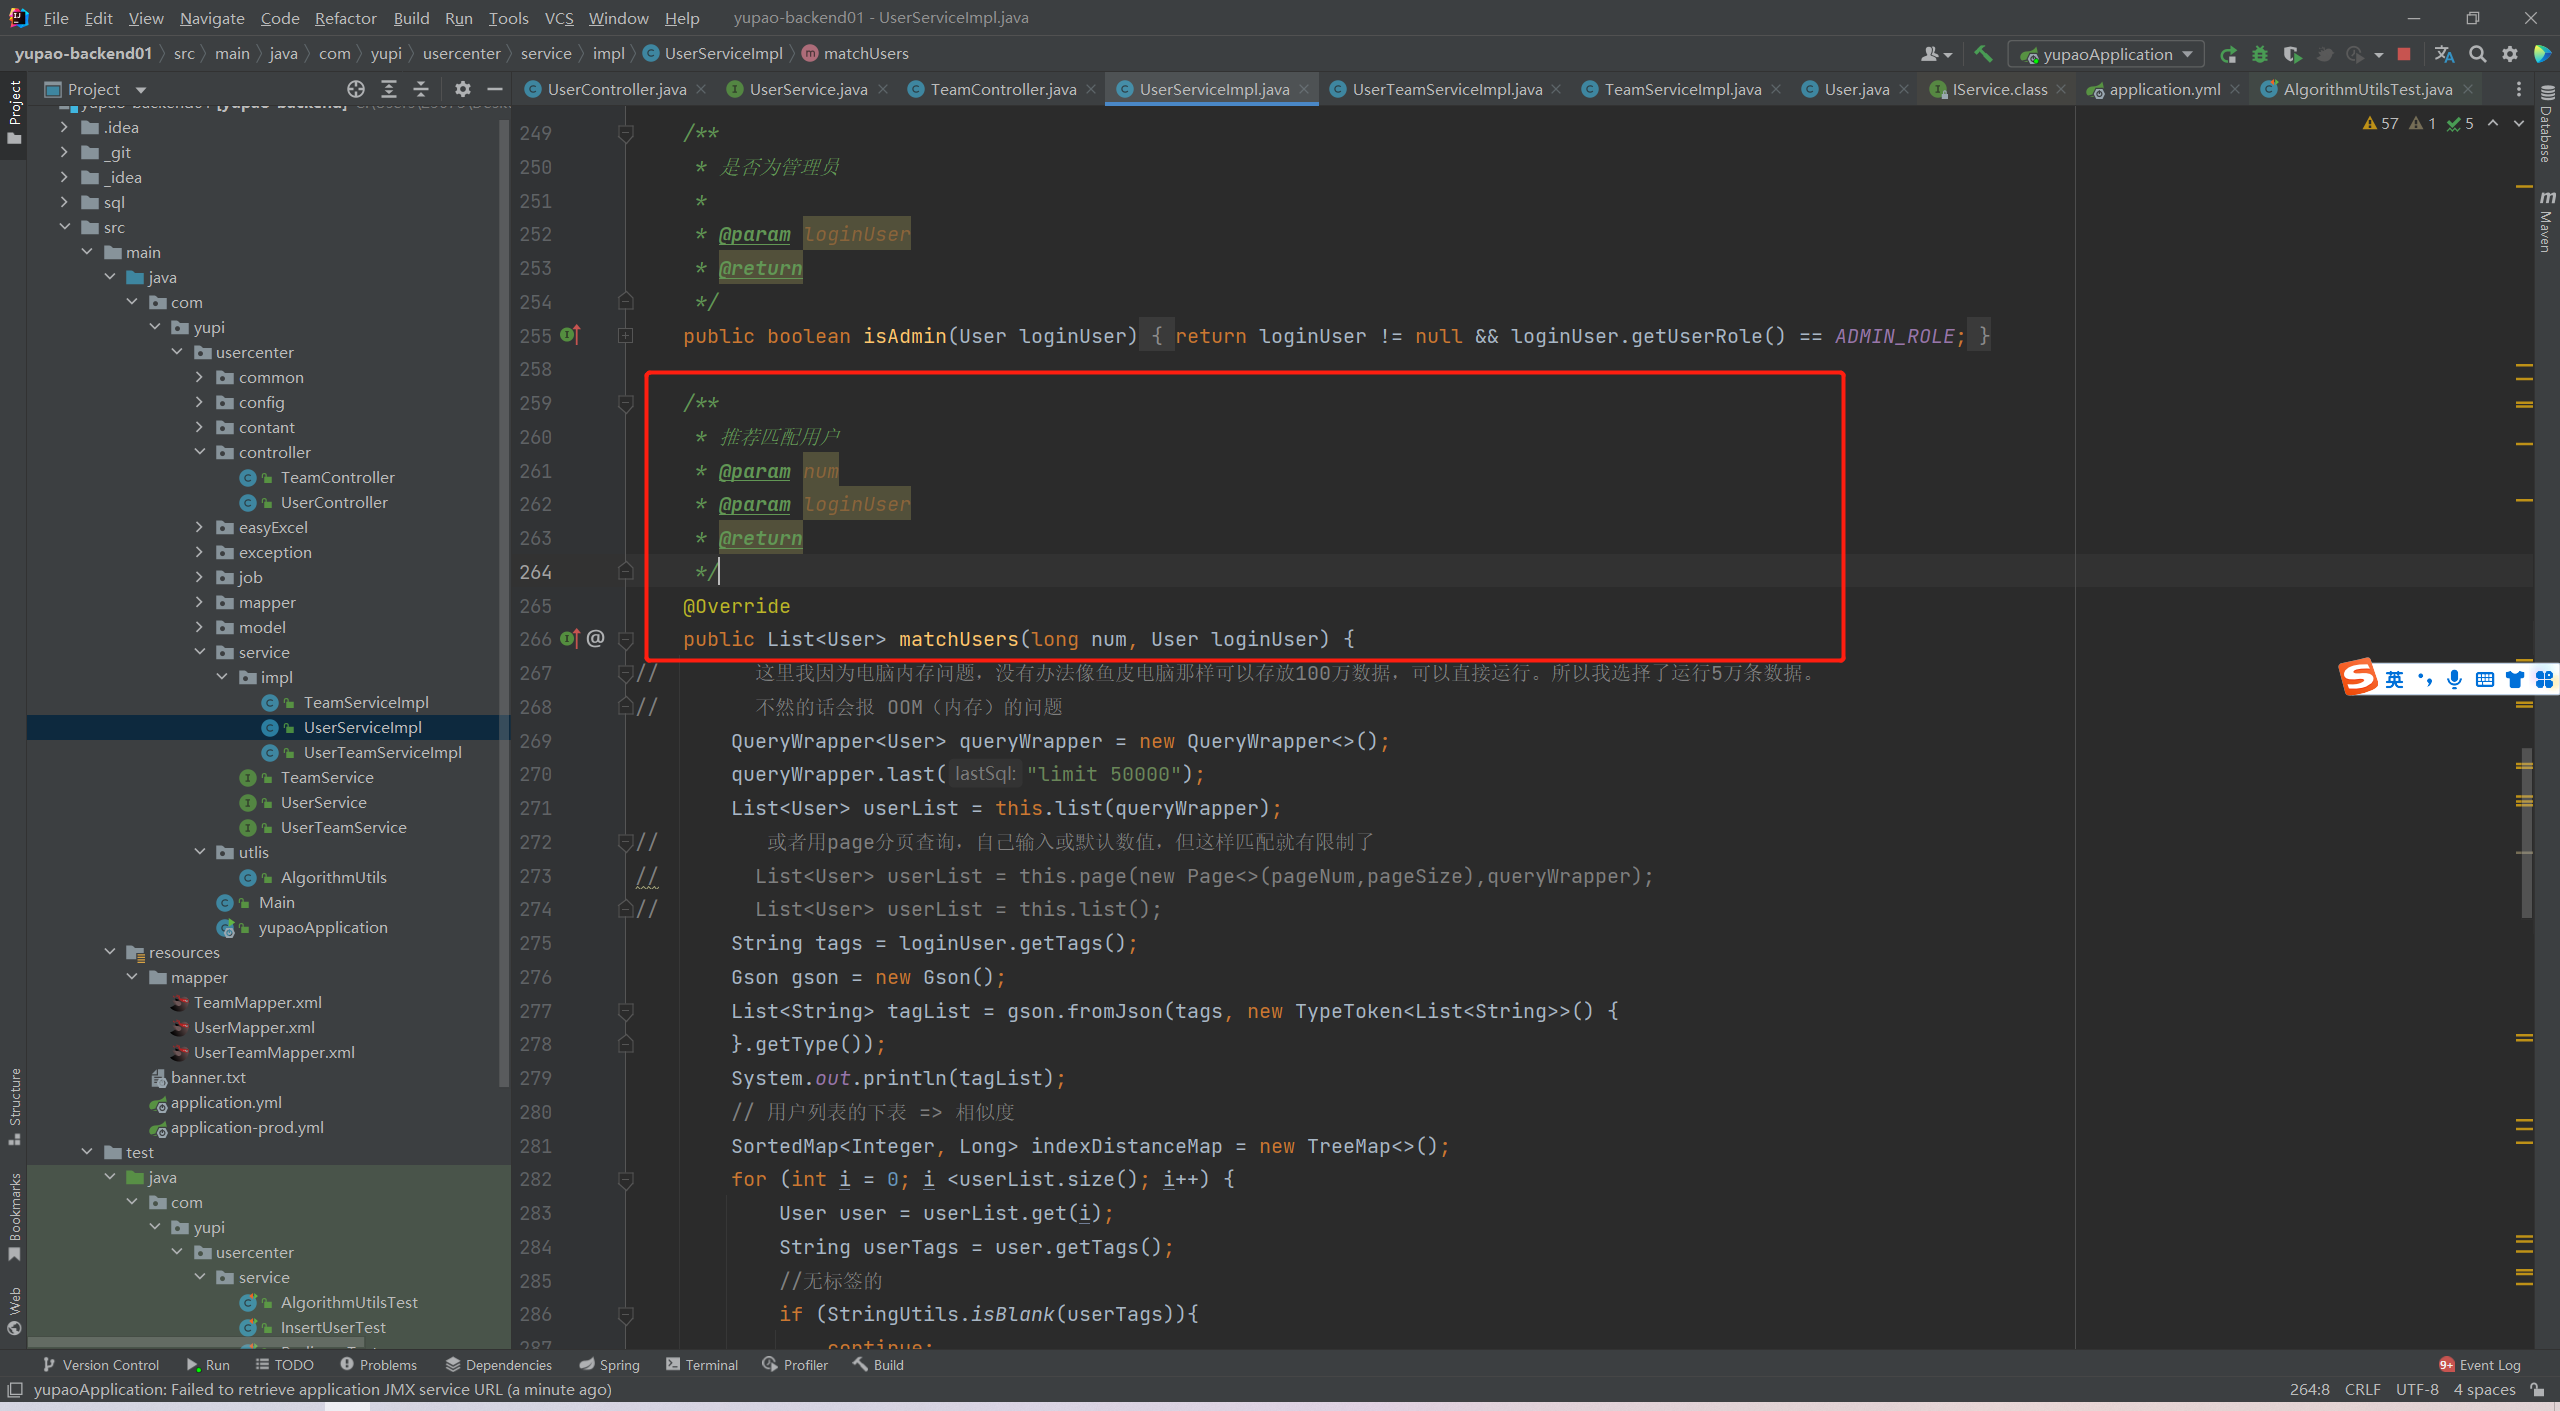 File Edit View Navigate Code Refactor Build Run Tools VCS Window Help yupao-backend01 - UserServiceImpl.java
yupao-backend01 src main java com yupi usercenter service impl UserServiceImpl matchUsers
yupaoApplication
Project
UserController.java UserService.java TeamController.java UserServiceImpl.java UserTeamServiceImpl.java TeamServiceImpl.java User.java IService.class application.yml AlgorithmUtilsTest.java
57 1 5
Project
Structure
Bookmarks
Web
Database
Maven
.idea
_git
_idea
sql
src
main
java
com
yupi
usercenter
common
config
contant
controller
TeamController
UserController
easyExcel
exception
job
mapper
model
service
impl
TeamServiceImpl
UserServiceImpl
UserTeamServiceImpl
TeamService
UserService
UserTeamService
utlis
AlgorithmUtils
Main
yupaoApplication
resources
mapper
TeamMapper.xml
UserMapper.xml
UserTeamMapper.xml
banner.txt
application.yml
application-prod.yml
test
java
com
yupi
usercenter
service
AlgorithmUtilsTest
InsertUserTest
249 /**
250 * 是否为管理员
251 *
252 * @param loginUser
253 * @return
254 */
255 public boolean isAdmin(User loginUser) { return loginUser != null && loginUser.getUserRole() == ADMIN_ROLE; }
258
259 /**
260 * 推荐匹配用户
261 * @param num
262 * @param loginUser
263 * @return
264 */
265 @Override
266 @ public List<User> matchUsers(long num, User loginUser) {
267 // 这里我因为电脑内存问题，没有办法像鱼皮电脑那样可以存放100万数据，可以直接运行。所以我选择了运行5万条数据。
268 // 不然的话会报 OOM（内存）的问题
269 QueryWrapper<User> queryWrapper = new QueryWrapper<>();
270 queryWrapper.last( lastSql: "limit 50000");
271 List<User> userList = this.list(queryWrapper);
272 // 或者用page分页查询，自己输入或默认数值，但这样匹配就有限制了
273 // List<User> userList = this.page(new Page<>(pageNum,pageSize),queryWrapper);
274 // List<User> userList = this.list();
275 String tags = loginUser.getTags();
276 Gson gson = new Gson();
277 List<String> tagList = gson.fromJson(tags, new TypeToken<List<String>>() {
278 }.getType());
279 System.out.println(tagList);
280 // 用户列表的下表 => 相似度
281 SortedMap<Integer, Long> indexDistanceMap = new TreeMap<>();
282 for (int i = 0; i <userList.size(); i++) {
283 User user = userList.get(i);
284 String userTags = user.getTags();
285 //无标签的
286 if (StringUtils.isBlank(userTags)){
287 continue;
英
Version Control Run TODO Problems Dependencies Spring Terminal Profiler Build 9+ Event Log
yupaoApplication: Failed to retrieve application JMX service URL (a minute ago) 264:8 CRLF UTF-8 4 spaces